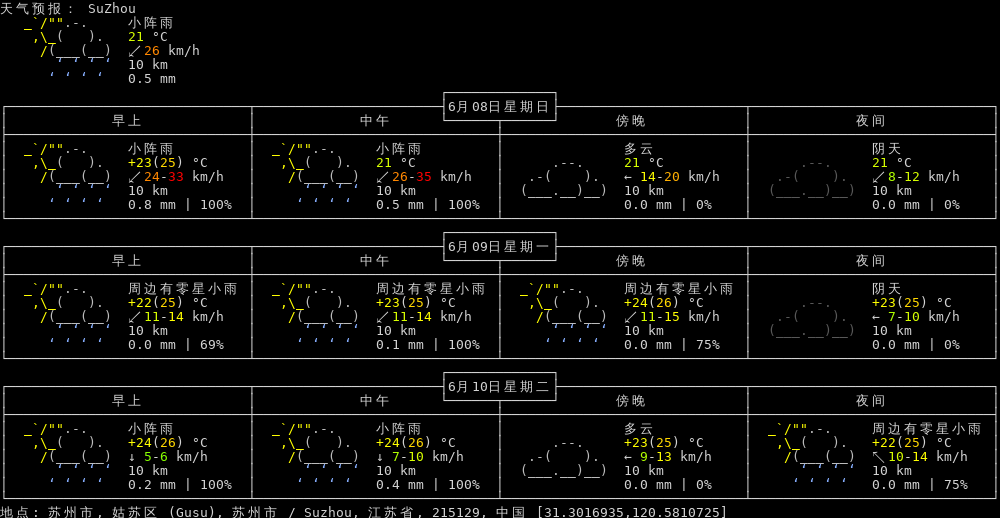 天气预报: SuZhou
小阵雨
21 °C
↙ 26 km/h
10 km
0.5 mm
6月08日星期日
早上 中午 傍晚 夜间
小阵雨 小阵雨 多云 阴天
+23(25) °C 21 °C 21 °C 21 °C
↙ 24-33 km/h ↙ 26-35 km/h ← 14-20 km/h ↙ 8-12 km/h
10 km 10 km 10 km 10 km
0.8 mm | 100% 0.5 mm | 100% 0.0 mm | 0% 0.0 mm | 0%
6月09日星期一
早上 中午 傍晚 夜间
周边有零星小雨 周边有零星小雨 周边有零星小雨 阴天
+22(25) °C +23(25) °C +24(26) °C +23(25) °C
↙ 11-14 km/h ↙ 11-14 km/h ↙ 11-15 km/h ← 7-10 km/h
10 km 10 km 10 km 10 km
0.0 mm | 69% 0.1 mm | 100% 0.0 mm | 75% 0.0 mm | 0%
6月10日星期二
早上 中午 傍晚 夜间
小阵雨 小阵雨 多云 周边有零星小雨
+24(26) °C +24(26) °C +23(25) °C +22(25) °C
↓ 5-6 km/h ↓ 7-10 km/h ← 9-13 km/h ↖ 10-14 km/h
10 km 10 km 10 km 10 km
0.2 mm | 100% 0.4 mm | 100% 0.0 mm | 0% 0.0 mm | 75%
地点: 苏州市, 姑苏区 (Gusu), 苏州市 / Suzhou, 江苏省, 215129, 中国 [31.3016935,120.5810725]